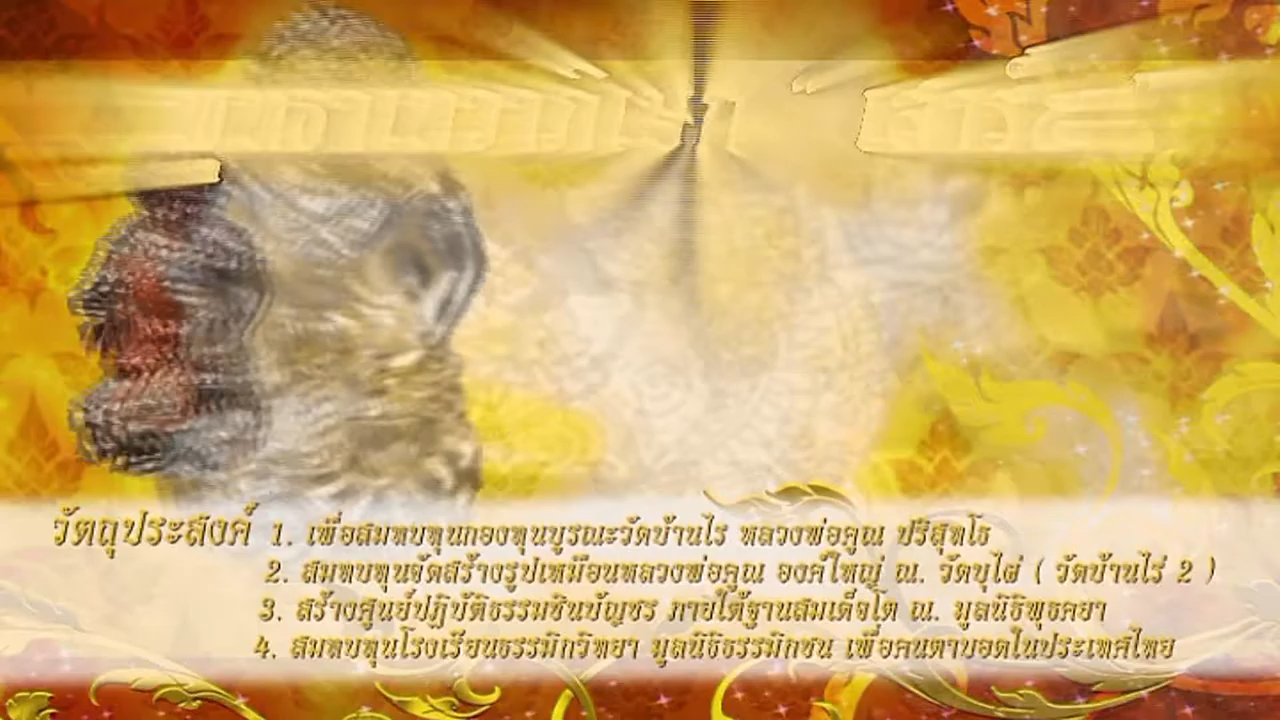 วัตถุประสงค์ 1. เพื่อสมทบทุนกองทุนบูรณะวัดบ้านไร่ หลวงพ่อคูณ ปริสุทโธ
2. สมทบทุนจัดสร้างรูปเหมือนหลวงพ่อคูณ องค์ใหญ่ ณ. วัดบุไผ่ ( วัดบ้านไร่ 2 )
3. สร้างศูนย์ปฏิบัติธรรมชินบัญชร ภายใต้ฐานสมเด็จโต ณ. มูลนิธิพุทธคยา
4. สมทบทุนโรงเรียนธรรมิกวิทยา มูลนิธิธรรมิกชน เพื่อคนตาบอดในประเทศไทย